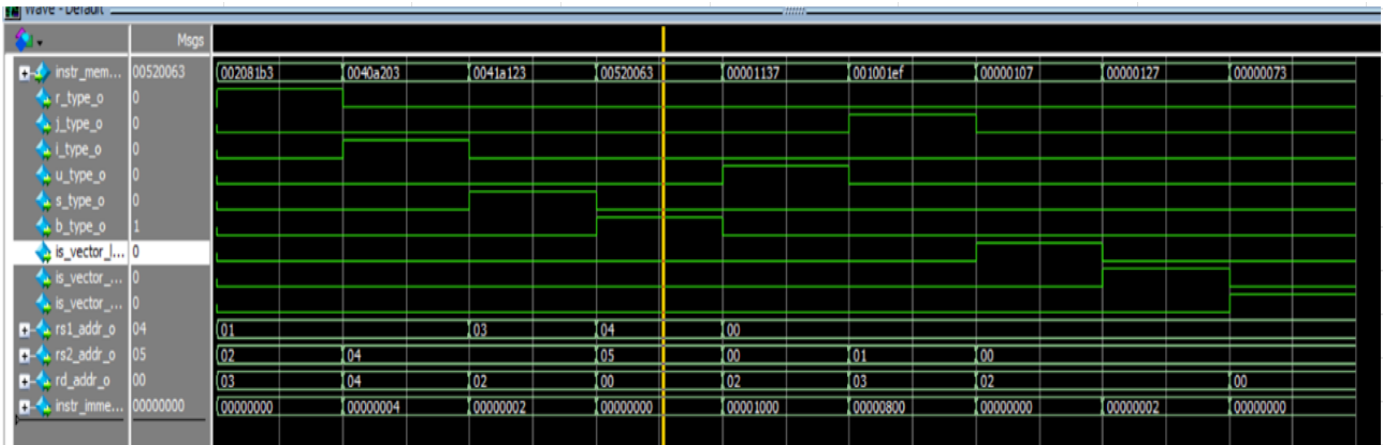 Wave - Default
Msgs
instr_mem... 00520063 002081b3 0040a203 0041a123 00520063 00001137 001001ef 00000107 00000127 00000073
r_type_o 0
j_type_o 0
i_type_o 0
u_type_o 0
s_type_o 0
b_type_o 1
is_vector_l... 0
is_vector_... 0
is_vector_... 0
rs1_addr_o 04 01 03 04 00
rs2_addr_o 05 02 04 05 00 01 00
rd_addr_o 00 03 04 02 00 02 03 02 00
instr_imme... 00000000 00000000 00000004 00000002 00000000 00001000 00000800 00000000 00000002 00000000